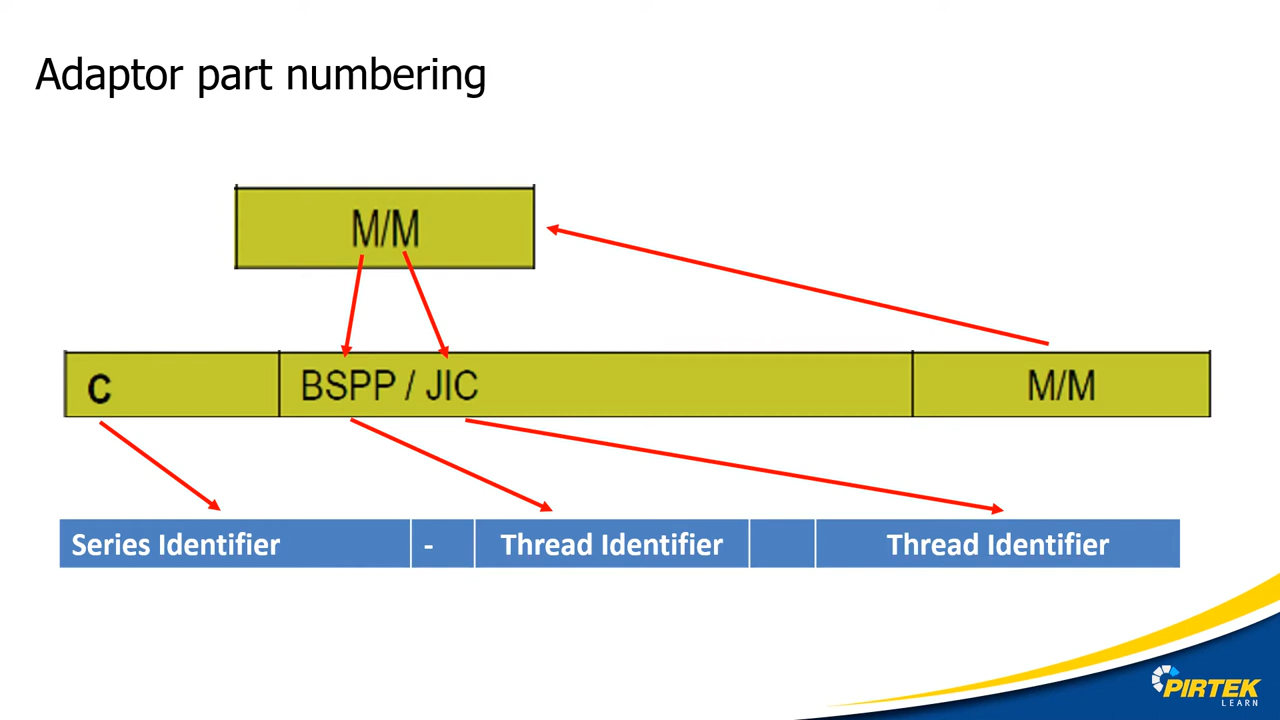 Adaptor part numbering
M/M
C BSPP / JIC M/M
Series Identifier - Thread Identifier Thread Identifier
PIRTEK
LEARN